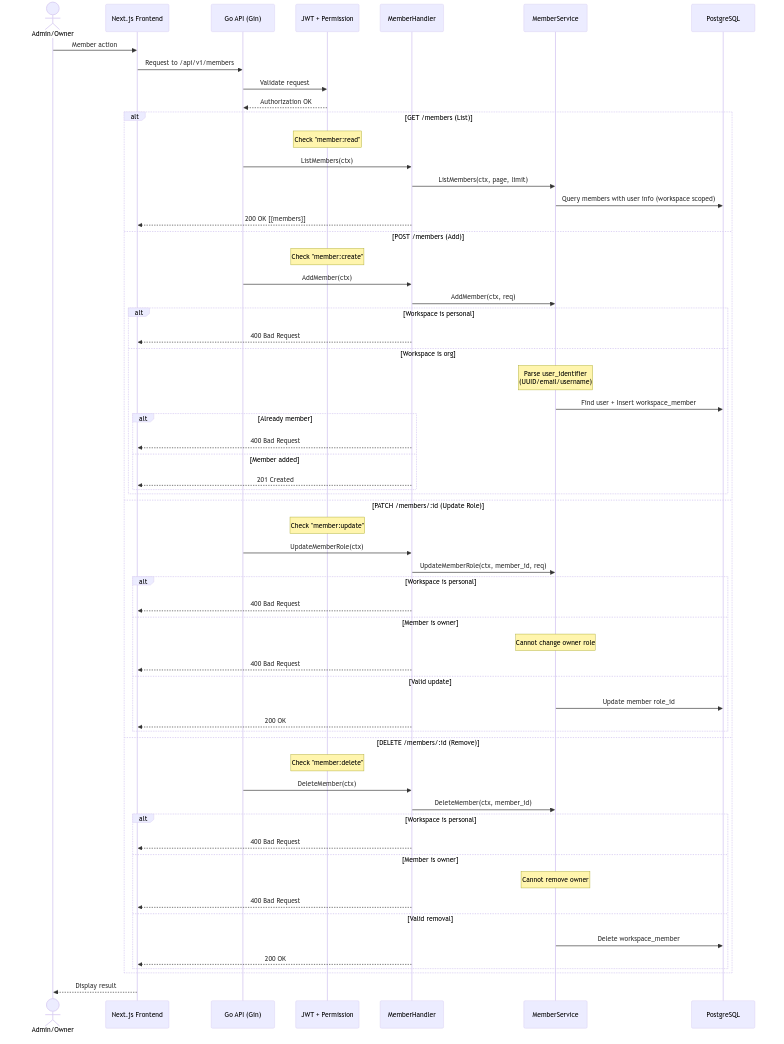 Admin/Owner
Next.js Frontend
Go API (Gin)
JWT + Permission
MemberHandler
MemberService
PostgreSQL
Member action
Request to /api/v1/members
Validate request
Authorization OK
alt
[GET /members (List)]
Check "member:read"
ListMembers(ctx)
ListMembers(ctx, page, limit)
Query members with user info (workspace scoped)
200 OK [{members}]
[POST /members (Add)]
Check "member:create"
AddMember(ctx)
AddMember(ctx, req)
alt
[Workspace is personal]
400 Bad Request
[Workspace is org]
Parse user_identifier
(UUID/email/username)
Find user + insert workspace_member
alt
[Already member]
400 Bad Request
[Member added]
201 Created
[PATCH /members/:id (Update Role)]
Check "member:update"
UpdateMemberRole(ctx)
UpdateMemberRole(ctx, member_id, req)
alt
[Workspace is personal]
400 Bad Request
[Member is owner]
Cannot change owner role
400 Bad Request
[Valid update]
Update member role_id
200 OK
[DELETE /members/:id (Remove)]
Check "member:delete"
DeleteMember(ctx)
DeleteMember(ctx, member_id)
alt
[Workspace is personal]
400 Bad Request
[Member is owner]
Cannot remove owner
400 Bad Request
[Valid removal]
Delete workspace_member
200 OK
Display result
Admin/Owner
Next.js Frontend
Go API (Gin)
JWT + Permission
MemberHandler
MemberService
PostgreSQL